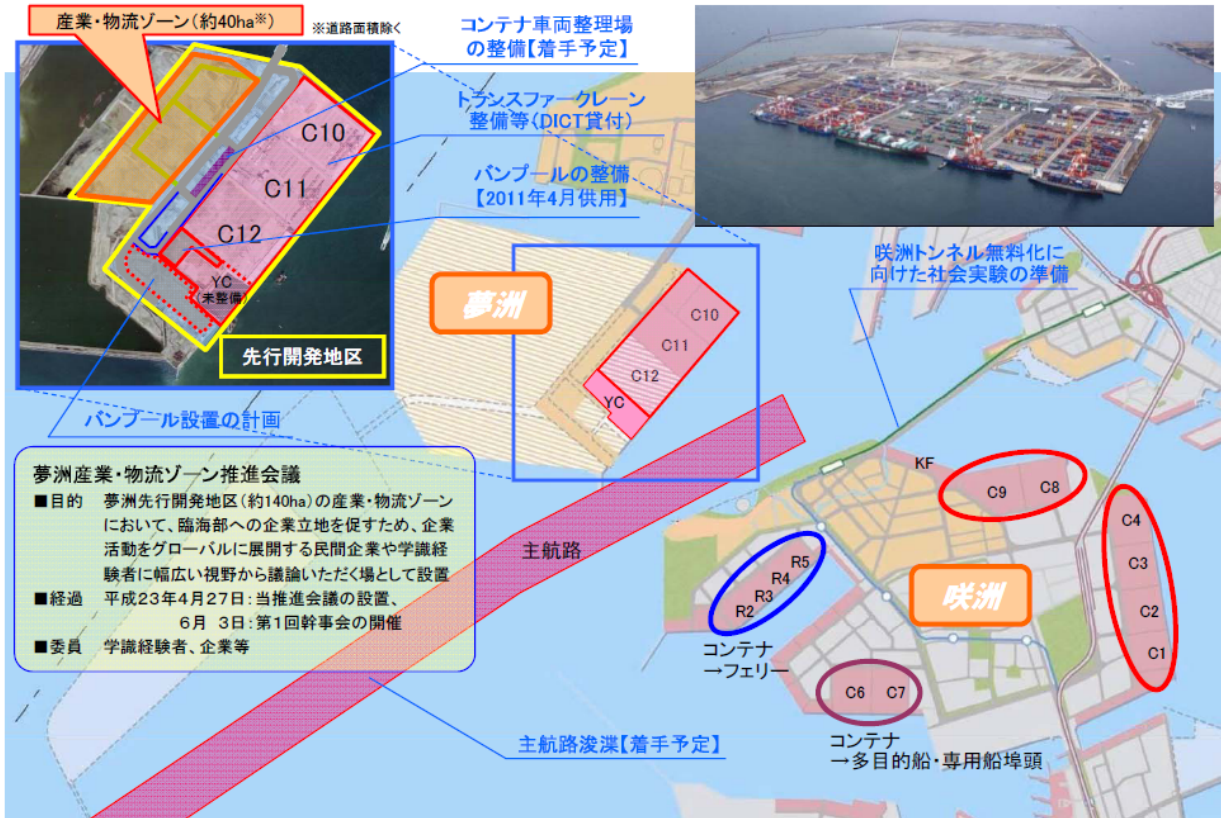 産業・物流ゾーン(約40ha※)
※道路面積除く
コンテナ車両整理場
の整備【着手予定】
トランスファークレーン
整備等(DICT貸付)
バンプールの整備
【2011年4月供用】
C10
C11
C12
YC
(未整備)
先行開発地区
バンプール設置の計画
咲洲トンネル無料化に
向けた社会実験の準備
夢洲
C10
C11
C12
YC
夢洲産業・物流ゾーン推進会議
■目的 夢洲先行開発地区(約140ha)の産業・物流ゾーン
において、臨海部への企業立地を促すため、企業
活動をグローバルに展開する民間企業や学識経
験者に幅広い視野から議論いただく場として設置
■経過 平成23年4月27日:当推進会議の設置、
6月 3日:第1回幹事会の開催
■委員 学識経験者、企業等
主航路
KF
C9
C8
C4
C3
C2
C1
咲洲
R5
R4
R3
R2
コンテナ
→フェリー
C6
C7
コンテナ
→多目的船・専用船埠頭
主航路浚渫【着手予定】